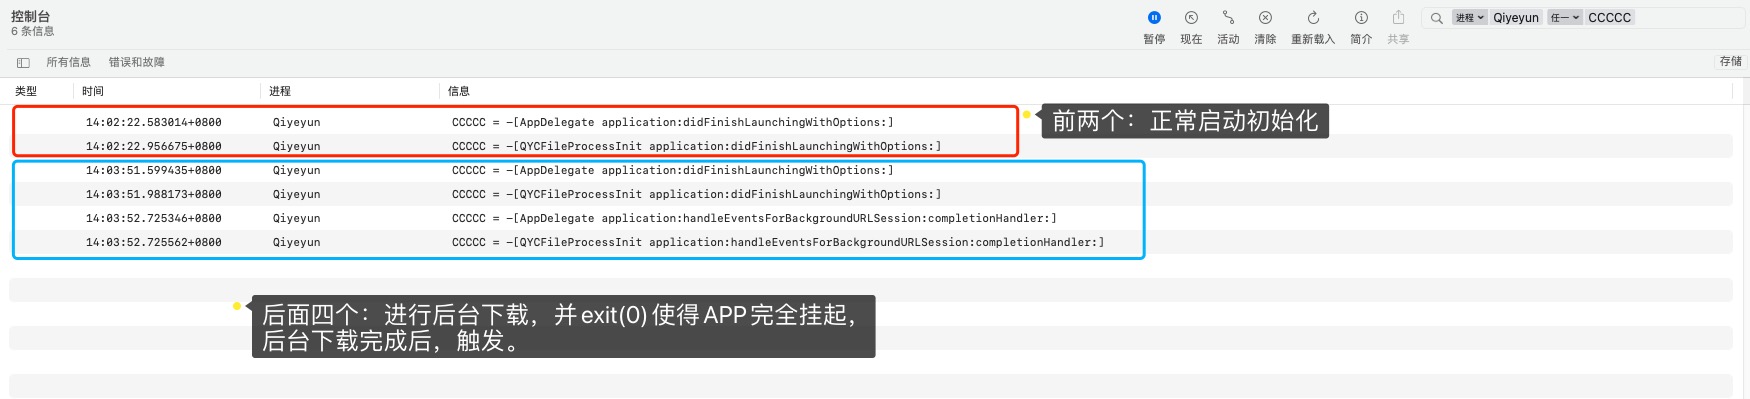 控制台
6 条信息
暂停 现在 活动 清除 重新载入 简介 共享
进程 Qiyeyun 任一 CCCCC
所有信息 错误和故障 存储
类型 时间 进程 信息
14:02:22.583014+0800 Qiyeyun CCCCC = -[AppDelegate application:didFinishLaunchingWithOptions:]
14:02:22.956675+0800 Qiyeyun CCCCC = -[QYCFileProcessInit application:didFinishLaunchingWithOptions:]
前两个：正常启动初始化
14:03:51.599435+0800 Qiyeyun CCCCC = -[AppDelegate application:didFinishLaunchingWithOptions:]
14:03:51.988173+0800 Qiyeyun CCCCC = -[QYCFileProcessInit application:didFinishLaunchingWithOptions:]
14:03:52.725346+0800 Qiyeyun CCCCC = -[AppDelegate application:handleEventsForBackgroundURLSession:completionHandler:]
14:03:52.725562+0800 Qiyeyun CCCCC = -[QYCFileProcessInit application:handleEventsForBackgroundURLSession:completionHandler:]
后面四个：进行后台下载，并exit(0)使得APP完全挂起，
后台下载完成后，触发。